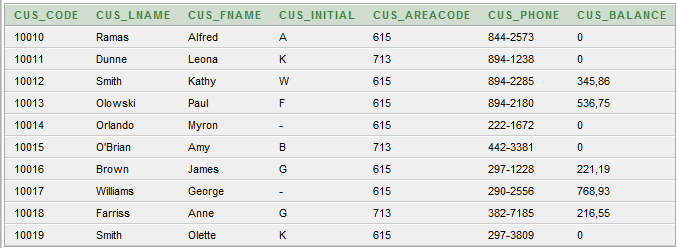 CUS_CODE CUS_LNAME CUS_FNAME CUS_INITIAL CUS_AREACODE CUS_PHONE CUS_BALANCE
10010 Ramas Alfred A 615 844-2573 0
10011 Dunne Leona K 713 894-1238 0
10012 Smith Kathy W 615 894-2285 345,86
10013 Olowski Paul F 615 894-2180 536,75
10014 Orlando Myron - 615 222-1672 0
10015 O'Brian Amy B 713 442-3381 0
10016 Brown James G 615 297-1228 221,19
10017 Williams George - 615 290-2556 768,93
10018 Farriss Anne G 713 382-7185 216,55
10019 Smith Olette K 615 297-3809 0